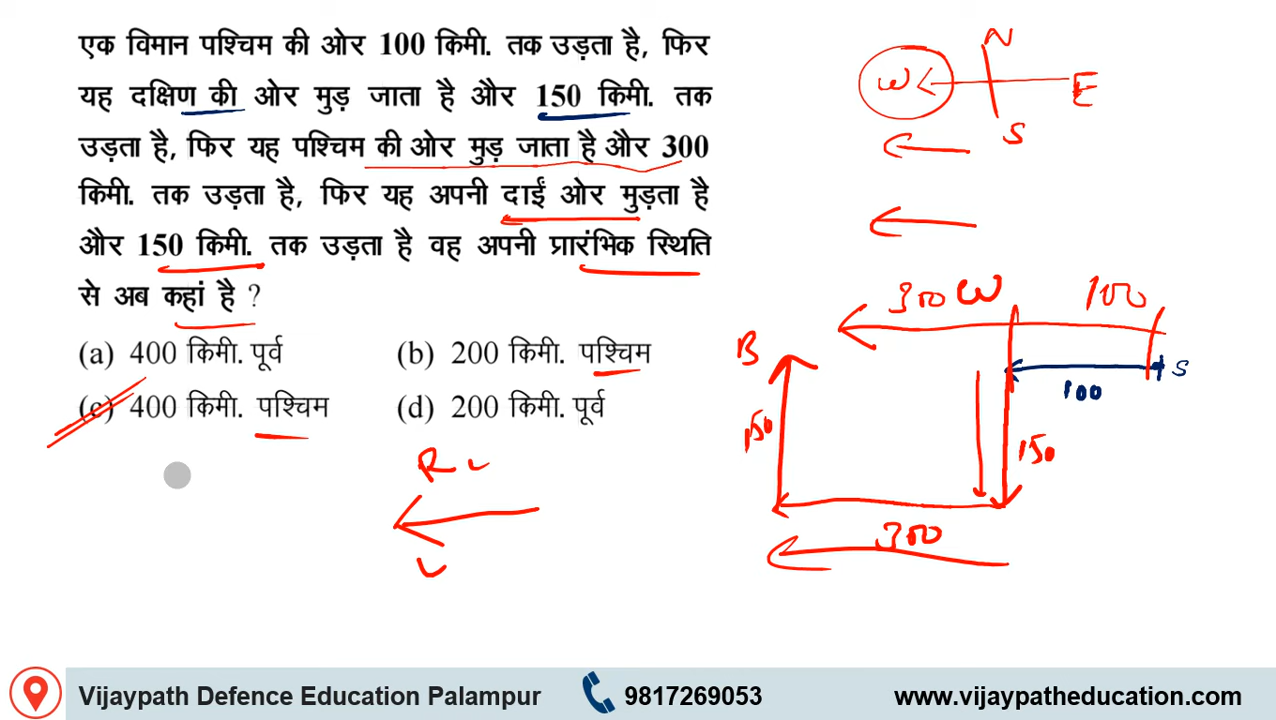 एक विमान पश्चिम की ओर 100 किमी. तक उड़ता है, फिर
यह दक्षिण की ओर मुड़ जाता है और 150 किमी. तक
उड़ता है, फिर यह पश्चिम की ओर मुड़ जाता है और 300
किमी. तक उड़ता है, फिर यह अपनी दाईं ओर मुड़ता है
और 150 किमी. तक उड़ता है वह अपनी प्रारंभिक स्थिति
से अब कहां है ?
(a) 400 किमी. पूर्व (b) 200 किमी. पश्चिम
(c) 400 किमी. पश्चिम (d) 200 किमी. पूर्व
N
W E
S
300 W 100
B
S
100
150 150
300
R
L
Vijaypath Defence Education Palampur 9817269053 www.vijaypatheducation.com